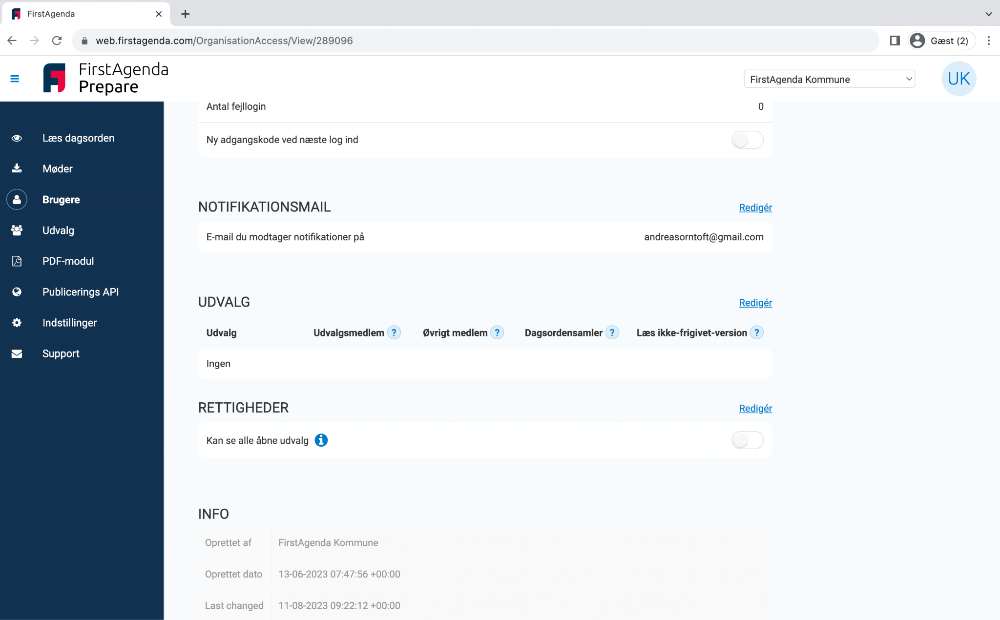 FirstAgenda
web.firstagenda.com/OrganisationAccess/View/289096
Gæst (2)
FirstAgenda
Prepare
FirstAgenda Kommune
UK
Læs dagsorden
Møder
Brugere
Udvalg
PDF-modul
Publicerings API
Indstillinger
Support
Antal fejllogin 0
Ny adgangskode ved næste log ind
NOTIFIKATIONSMAIL Redigér
E-mail du modtager notifikationer på andreasorntoft@gmail.com
UDVALG Redigér
Udvalg Udvalgsmedlem ? Øvrigt medlem ? Dagsordensamler ? Læs ikke-frigivet-version ?
Ingen
RETTIGHEDER Redigér
Kan se alle åbne udvalg i
INFO
Oprettet af FirstAgenda Kommune
Oprettet dato 13-06-2023 07:47:56 +00:00
Last changed 11-08-2023 09:22:12 +00:00